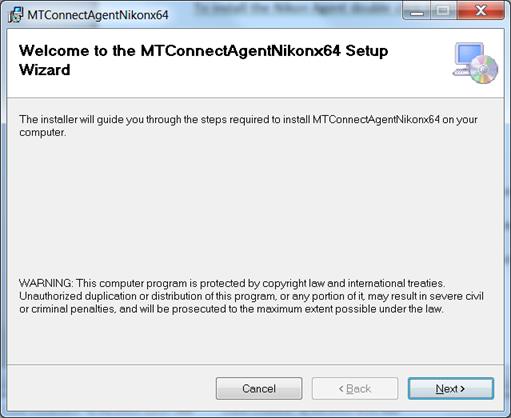 To install the Nikon Agent double
MTConnectAgentNikonx64
Welcome to the MTConnectAgentNikonx64 Setup
Wizard
The installer will guide you through the steps required to install MTConnectAgentNikonx64 on your
computer.
WARNING: This computer program is protected by copyright law and international treaties.
Unauthorized duplication or distribution of this program, or any portion of it, may result in severe civil
or criminal penalties, and will be prosecuted to the maximum extent possible under the law.
Cancel
< Back
Next >